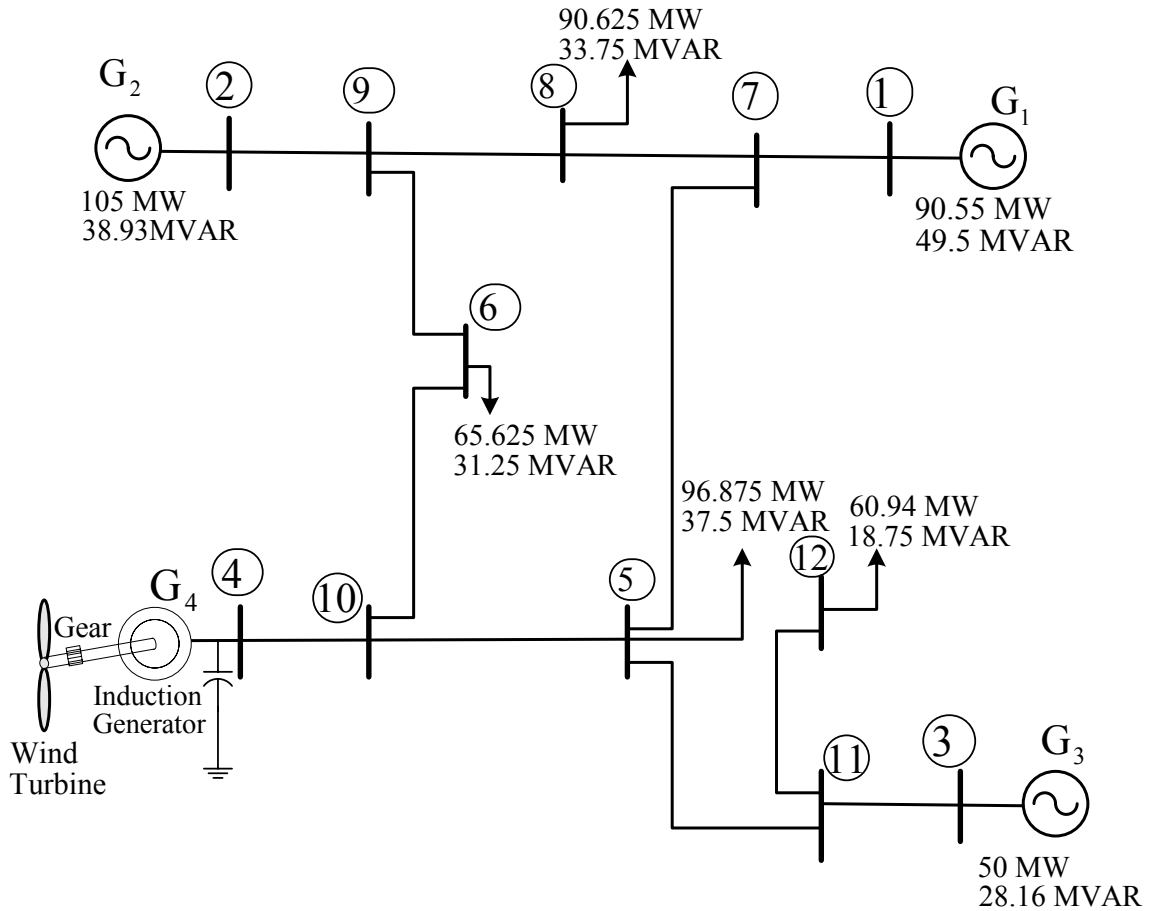 90.625 MW
33.75 MVAR
G2
2
9
8
7
1
G1
105 MW
38.93MVAR
90.55 MW
49.5 MVAR
6
65.625 MW
31.25 MVAR
96.875 MW
37.5 MVAR
60.94 MW
18.75 MVAR
12
G4
4
10
5
Gear
Induction
Generator
Wind
Turbine
11
3
G3
50 MW
28.16 MVAR